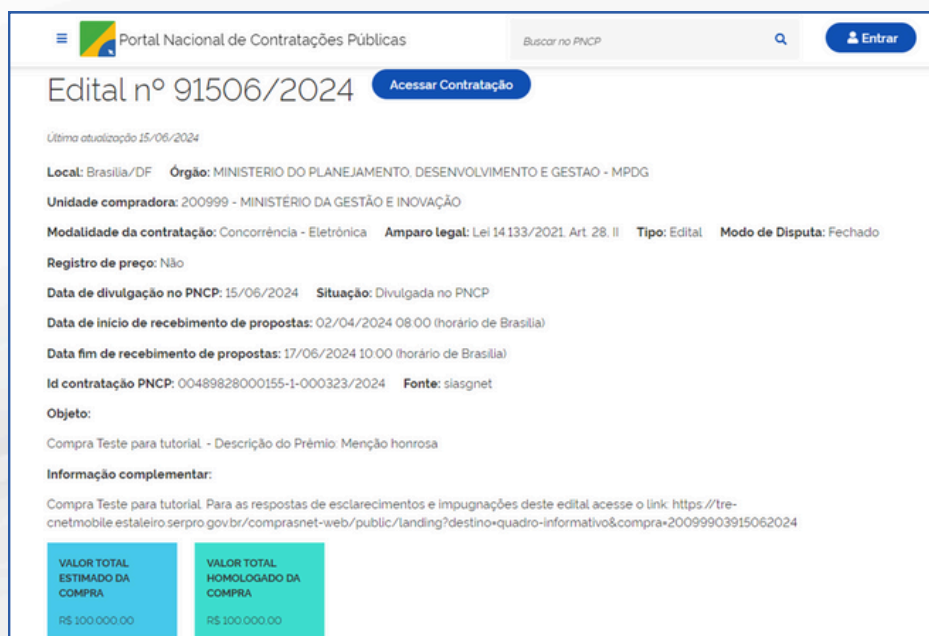 Portal Nacional de Contratações Públicas
Buscar no PNCP
Entrar
Edital nº 91506/2024
Acessar Contratação
Última atualização 15/06/2024
Local: Brasília/DF Órgão: MINISTERIO DO PLANEJAMENTO, DESENVOLVIMENTO E GESTAO - MPDG
Unidade compradora: 200999 - MINISTÉRIO DA GESTÃO E INOVAÇÃO
Modalidade da contratação: Concorrência - Eletrônica Amparo legal: Lei 14.133/2021, Art. 28, II Tipo: Edital Modo de Disputa: Fechado
Registro de preço: Não
Data de divulgação no PNCP: 15/06/2024 Situação: Divulgada no PNCP
Data de início de recebimento de propostas: 02/04/2024 08:00 (horário de Brasília)
Data fim de recebimento de propostas: 17/06/2024 10:00 (horário de Brasília)
Id contratação PNCP: 00489828000155-1-000323/2024 Fonte: siasgnet
Objeto:
Compra Teste para tutorial. - Descrição do Prêmio: Menção honrosa
Informação complementar:
Compra Teste para tutorial. Para as respostas de esclarecimentos e impugnações deste edital acesse o link: https://tre-
cnetmobile.estaleiro.serpro.gov.br/comprasnet-web/public/landing?destino=quadro-informativo&compra=20099903915062024
VALOR TOTAL
ESTIMADO DA
COMPRA
R$ 100.000,00
VALOR TOTAL
HOMOLOGADO DA
COMPRA
R$ 100.000,00